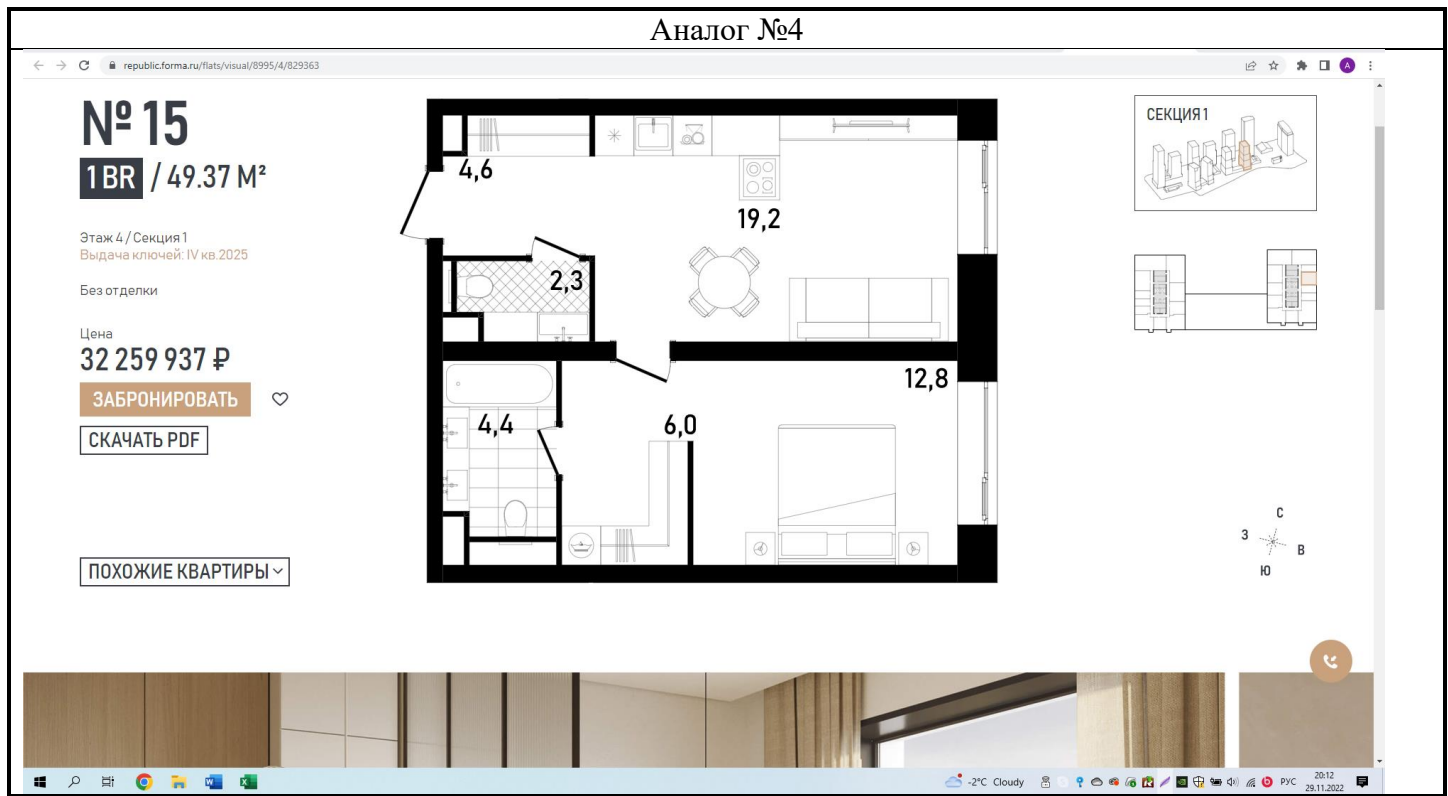 Аналог №4
republic.forma.ru/flats/visual/8995/4/829363
А
№ 15
1 BR / 49.37 М²
Этаж 4 / Секция 1
Выдача ключей: IV кв.2025
Без отделки
Цена
32 259 937 ₽
ЗАБРОНИРОВАТЬ
СКАЧАТЬ PDF
ПОХОЖИЕ КВАРТИРЫ
4,6
19,2
2,3
12,8
4,4
6,0
СЕКЦИЯ 1
С
З
В
Ю
-2°C Cloudy
РУС
20:12
29.11.2022